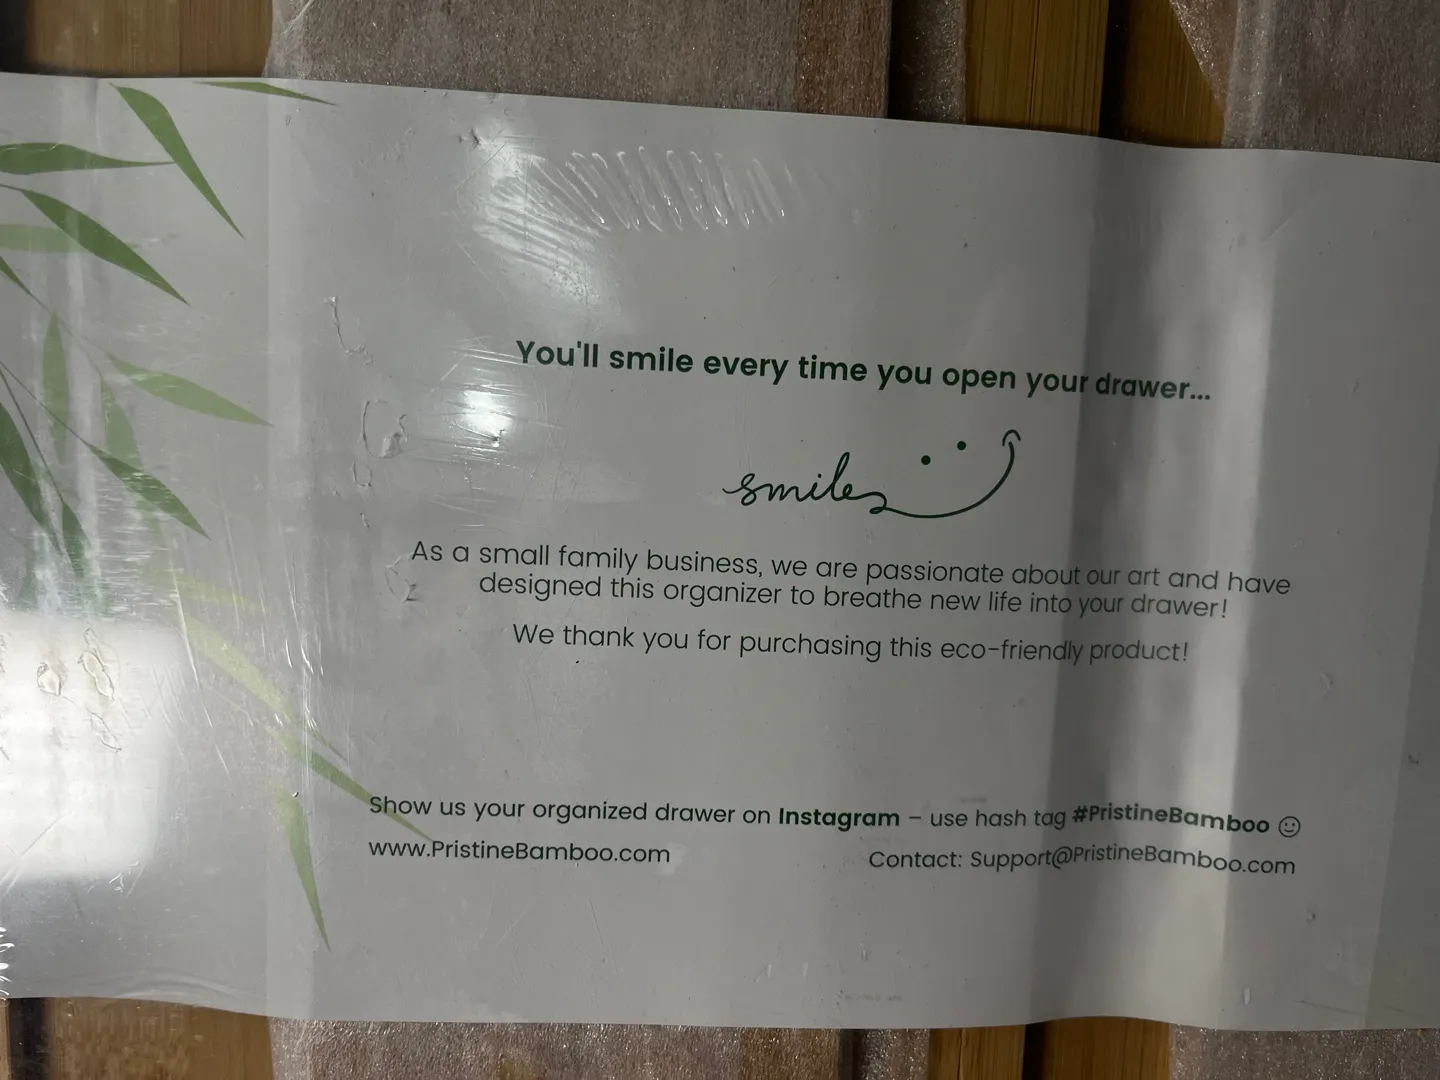 You'll smile every time you open your drawer...
smiles
As a small family business, we are passionate about our art and have
designed this organizer to breathe new life into your drawer!
We thank you for purchasing this eco-friendly product!
Show us your organized drawer on Instagram – use hash tag #PristineBamboo ☺
www.PristineBamboo.com
Contact: Support@PristineBamboo.com